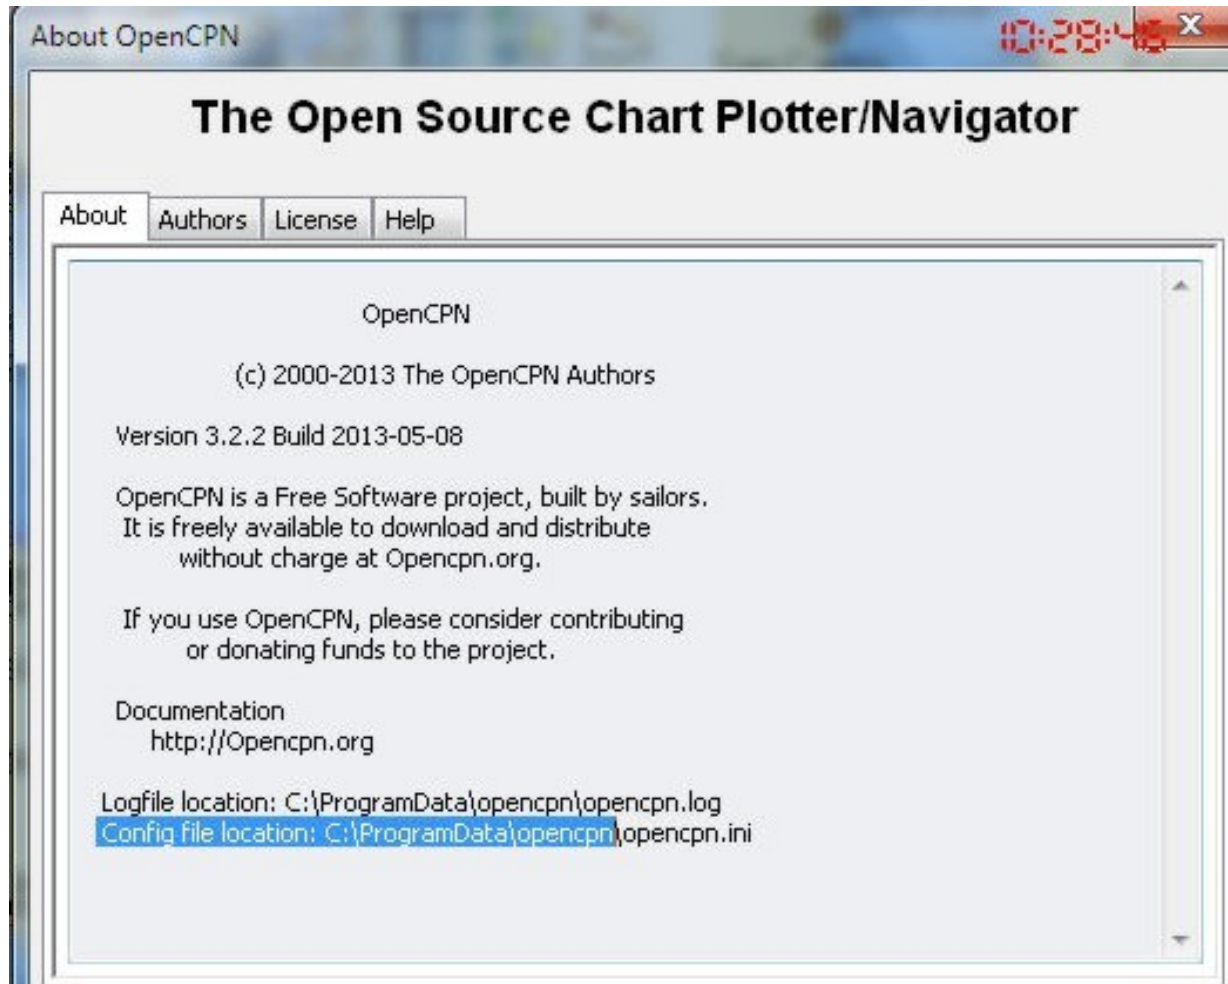 About OpenCPN
10:28:46
X
The Open Source Chart Plotter/Navigator
About
Authors
License
Help
OpenCPN
(c) 2000-2013 The OpenCPN Authors
Version 3.2.2 Build 2013-05-08
OpenCPN is a Free Software project, built by sailors.
It is freely available to download and distribute
without charge at Opencpn.org.
If you use OpenCPN, please consider contributing
or donating funds to the project.
Documentation
http://Opencpn.org
Logfile location: C:\ProgramData\opencpn\opencpn.log
Config file location: C:\ProgramData\opencpn\opencpn.ini